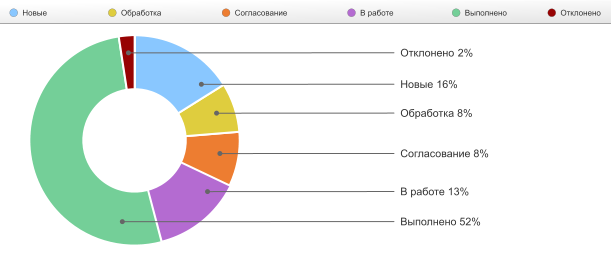 Новые Обработка Согласование В работе Выполнено Отклонено
Отклонено 2%
Новые 16%
Обработка 8%
Согласование 8%
В работе 13%
Выполнено 52%